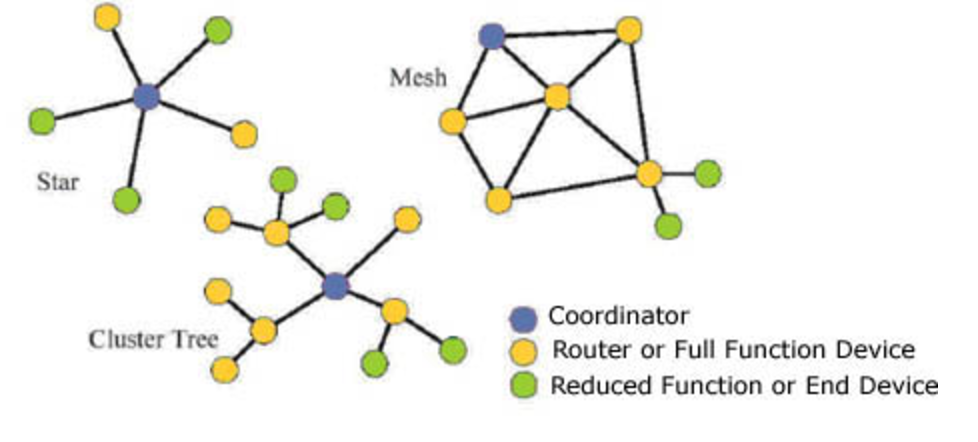 Mesh
Star
Cluster Tree
Coordinator
Router or Full Function Device
Reduced Function or End Device